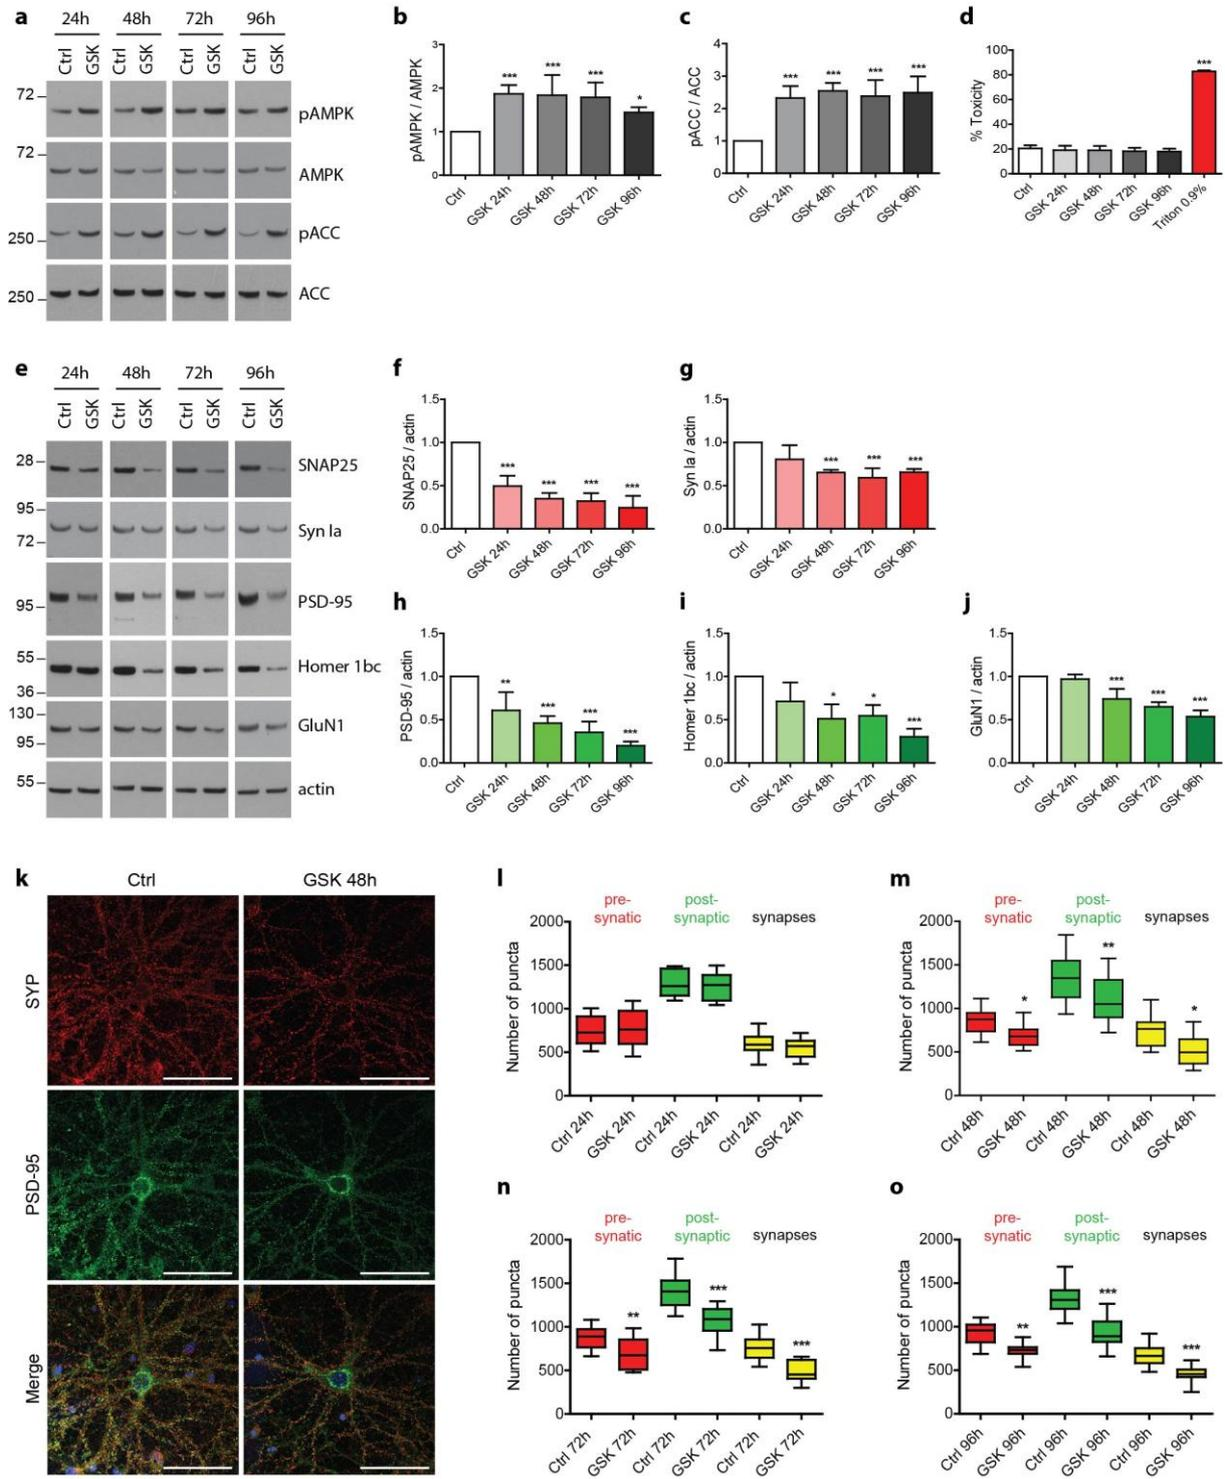 a
24h 48h 72h 96h
Ctrl GSK Ctrl GSK Ctrl GSK Ctrl GSK
72
pAMPK
72
AMPK
250
pACC
250
ACC
b
pAMPK / AMPK
3
2
1
0
*** *** *** *
Ctrl GSK 24h GSK 48h GSK 72h GSK 96h
c
pACC / ACC
4
3
2
1
0
*** *** *** ***
Ctrl GSK 24h GSK 48h GSK 72h GSK 96h
d
% Toxicity
100
80
60
40
20
0
***
Ctrl GSK 24h GSK 48h GSK 72h GSK 96h Triton 0.9%
e
24h 48h 72h 96h
Ctrl GSK Ctrl GSK Ctrl GSK Ctrl GSK
28
SNAP25
95
Syn Ia
72
PSD-95
95
55
Homer 1bc
36
130
GluN1
95
55
actin
f
SNAP25 / actin
1.5
1.0
0.5
0.0
*** *** *** ***
Ctrl GSK 24h GSK 48h GSK 72h GSK 96h
g
Syn Ia / actin
1.5
1.0
0.5
0.0
*** *** ***
Ctrl GSK 24h GSK 48h GSK 72h GSK 96h
h
PSD-95 / actin
1.5
1.0
0.5
0.0
** *** *** ***
Ctrl GSK 24h GSK 48h GSK 72h GSK 96h
i
Homer 1bc / actin
1.5
1.0
0.5
0.0
* * ***
Ctrl GSK 24h GSK 48h GSK 72h GSK 96h
j
GluN1 / actin
1.5
1.0
0.5
0.0
*** *** ***
Ctrl GSK 24h GSK 48h GSK 72h GSK 96h
k
Ctrl GSK 48h
SYP
PSD-95
Merge
l
pre- post-
synatic synaptic synapses
Number of puncta
2000
1500
1000
500
0
Ctrl 24h GSK 24h Ctrl 24h GSK 24h Ctrl 24h GSK 24h
m
pre- post-
synatic synaptic synapses
Number of puncta
2000
1500
1000
500
0
* ** *
Ctrl 48h GSK 48h Ctrl 48h GSK 48h Ctrl 48h GSK 48h
n
pre- post-
synatic synaptic synapses
Number of puncta
2000
1500
1000
500
0
** *** ***
Ctrl 72h GSK 72h Ctrl 72h GSK 72h Ctrl 72h GSK 72h
o
pre- post-
synatic synaptic synapses
Number of puncta
2000
1500
1000
500
0
** *** ***
Ctrl 96h GSK 96h Ctrl 96h GSK 96h Ctrl 96h GSK 96h